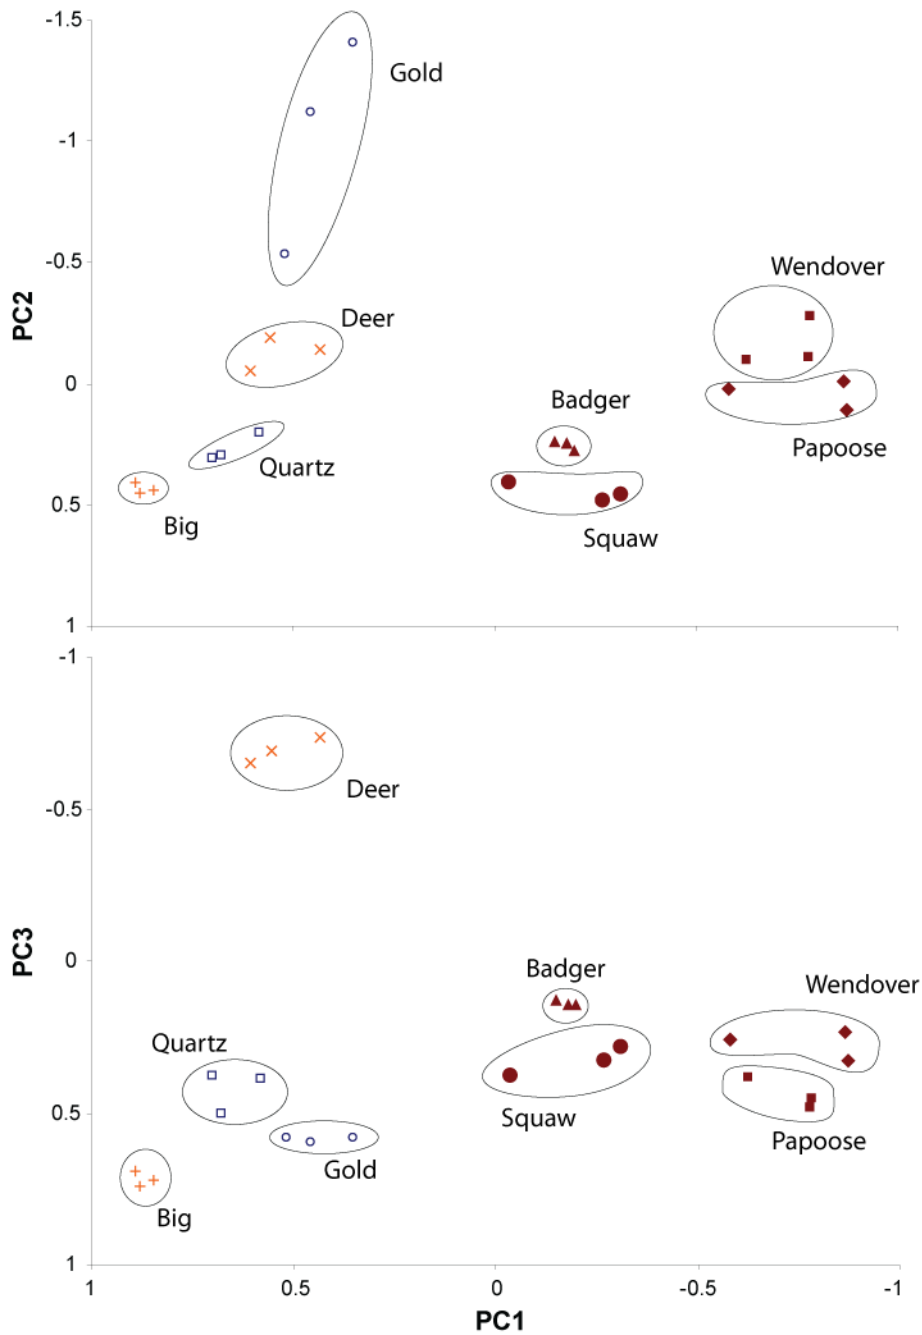 -1.5
Gold
-1
-0.5
Wendover
PC2
Deer
0
Badger
Papoose
Quartz
0.5
Big
Squaw
1
-1
Deer
-0.5
PC3
0
Badger
Wendover
Quartz
0.5
Squaw
Papoose
Gold
Big
1
1 0.5 0 -0.5 -1
PC1